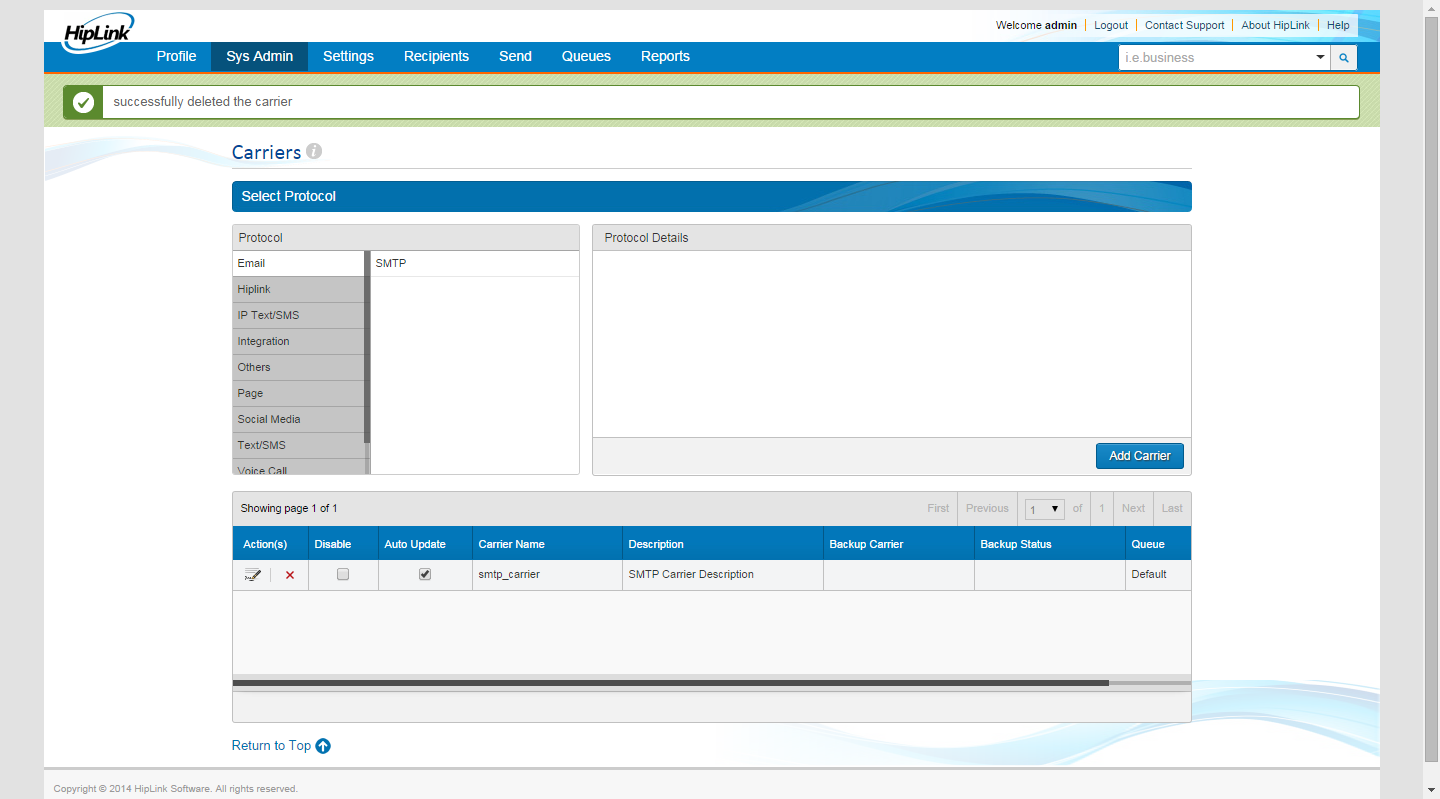 HipLink
Welcome admin Logout Contact Support About HipLink Help
Profile Sys Admin Settings Recipients Send Queues Reports i.e.business
successfully deleted the carrier
Carriers i
Select Protocol
Protocol
Email SMTP
Hiplink
IP Text/SMS
Integration
Others
Page
Social Media
Text/SMS
Voice Call
Protocol Details
Add Carrier
Showing page 1 of 1 First Previous 1 of 1 Next Last
Action(s) Disable Auto Update Carrier Name Description Backup Carrier Backup Status Queue
smtp_carrier SMTP Carrier Description Default
Return to Top
Copyright © 2014 HipLink Software. All rights reserved.